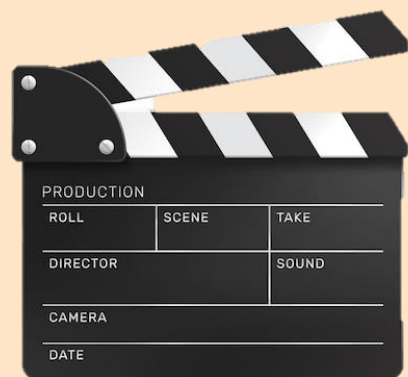 PRODUCTION
ROLL SCENE TAKE
DIRECTOR SOUND
CAMERA
DATE